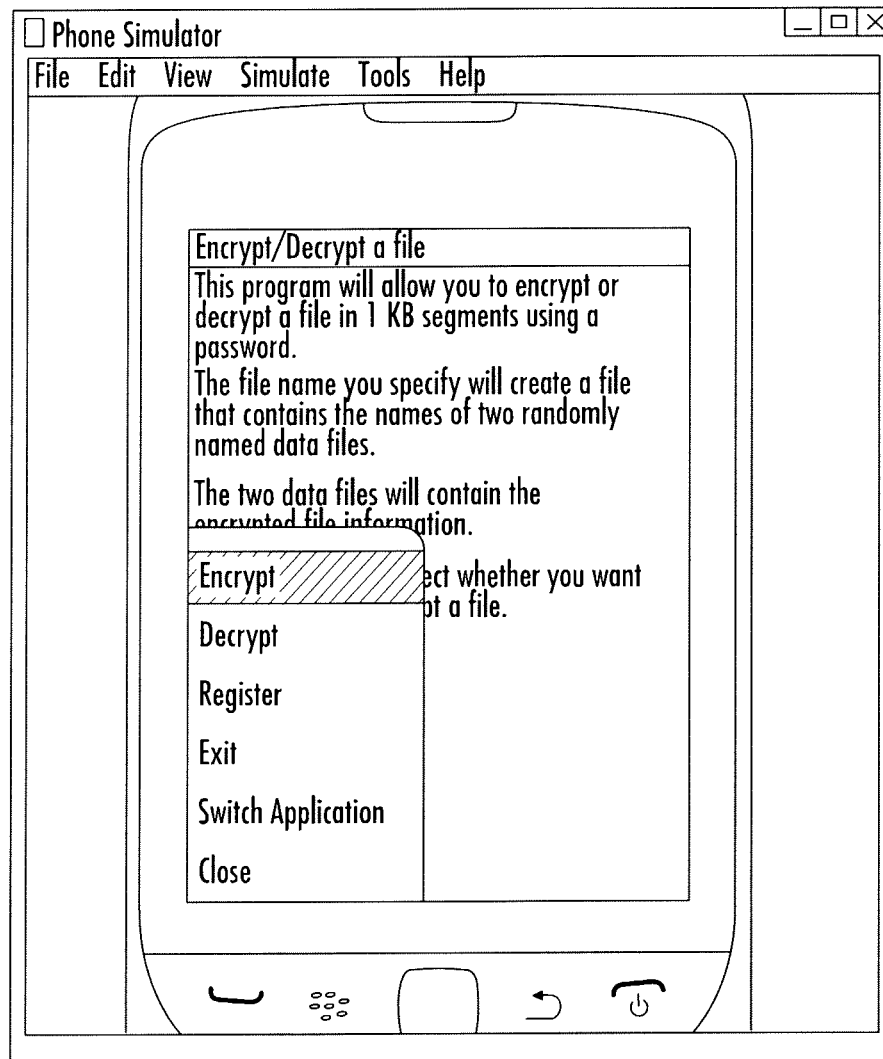 Phone Simulator
File Edit View Simulate Tools Help
Encrypt/Decrypt a file
This program will allow you to encrypt or
decrypt a file in 1 KB segments using a
password.
The file name you specify will create a file
that contains the names of two randomly
named data files.
The two data files will contain the
encrypted file information.
ect whether you want
pt a file.
Encrypt
Decrypt
Register
Exit
Switch Application
Close